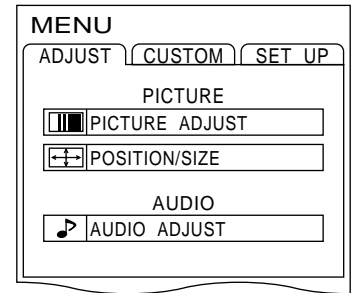 MENU
ADJUST CUSTOM SET UP
PICTURE
PICTURE ADJUST
POSITION/SIZE
AUDIO
AUDIO ADJUST